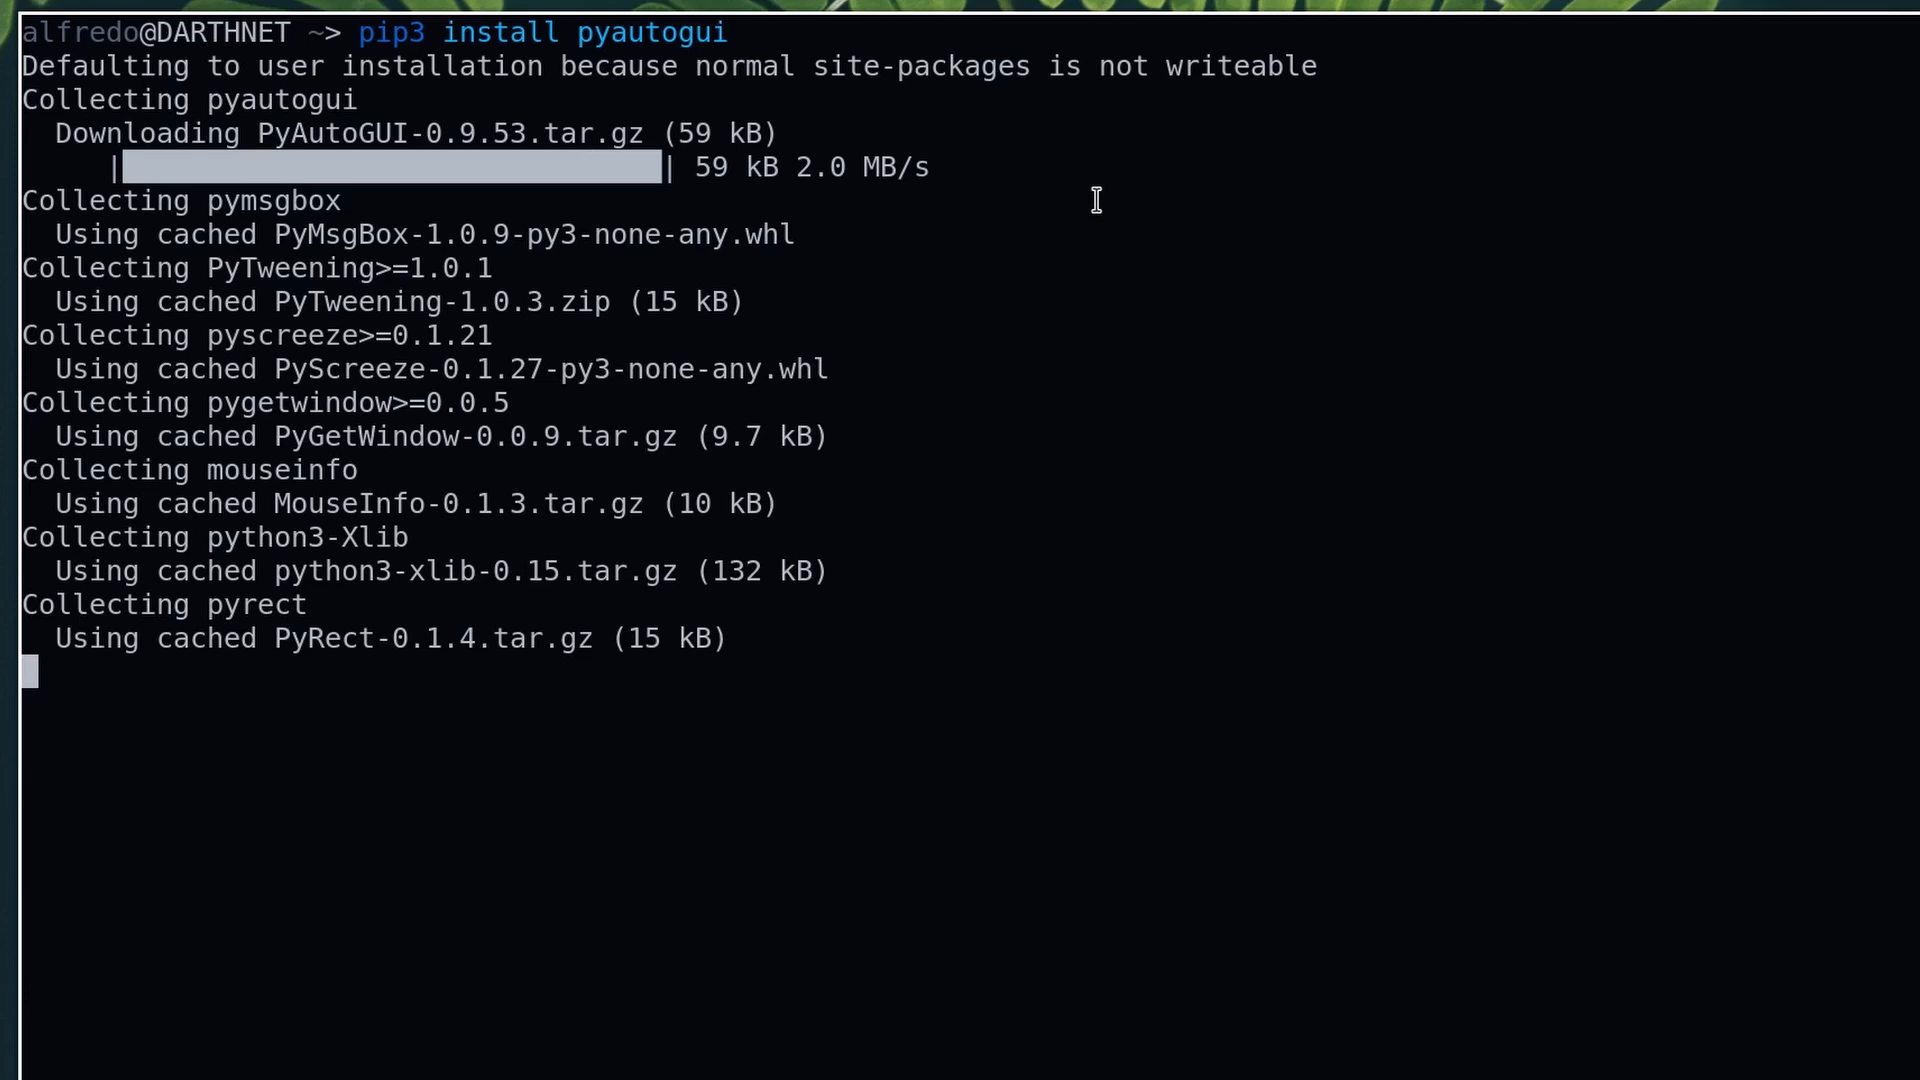 alfredo@DARTHNET ~> pip3 install pyautogui
Defaulting to user installation because normal site-packages is not writeable
Collecting pyautogui
  Downloading PyAutoGUI-0.9.53.tar.gz (59 kB)
     |████████████████████████████████| 59 kB 2.0 MB/s
Collecting pymsgbox
  Using cached PyMsgBox-1.0.9-py3-none-any.whl
Collecting PyTweening>=1.0.1
  Using cached PyTweening-1.0.3.zip (15 kB)
Collecting pyscreeze>=0.1.21
  Using cached PyScreeze-0.1.27-py3-none-any.whl
Collecting pygetwindow>=0.0.5
  Using cached PyGetWindow-0.0.9.tar.gz (9.7 kB)
Collecting mouseinfo
  Using cached MouseInfo-0.1.3.tar.gz (10 kB)
Collecting python3-Xlib
  Using cached python3-xlib-0.15.tar.gz (132 kB)
Collecting pyrect
  Using cached PyRect-0.1.4.tar.gz (15 kB)